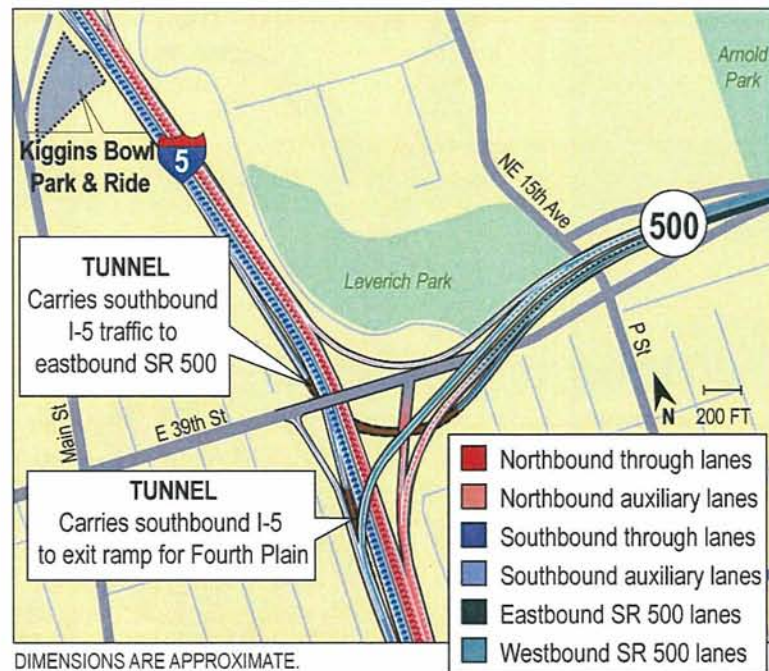 Arnold
Park
Kiggins Bowl
Park & Ride
5
NE 15th Ave
500
TUNNEL
Carries southbound
I-5 traffic to
eastbound SR 500
Leverich Park
P St
N
200 FT
Main St
E 39th St
TUNNEL
Carries southbound I-5
to exit ramp for Fourth Plain
Northbound through lanes
Northbound auxiliary lanes
Southbound through lanes
Southbound auxiliary lanes
Eastbound SR 500 lanes
Westbound SR 500 lanes
DIMENSIONS ARE APPROXIMATE.